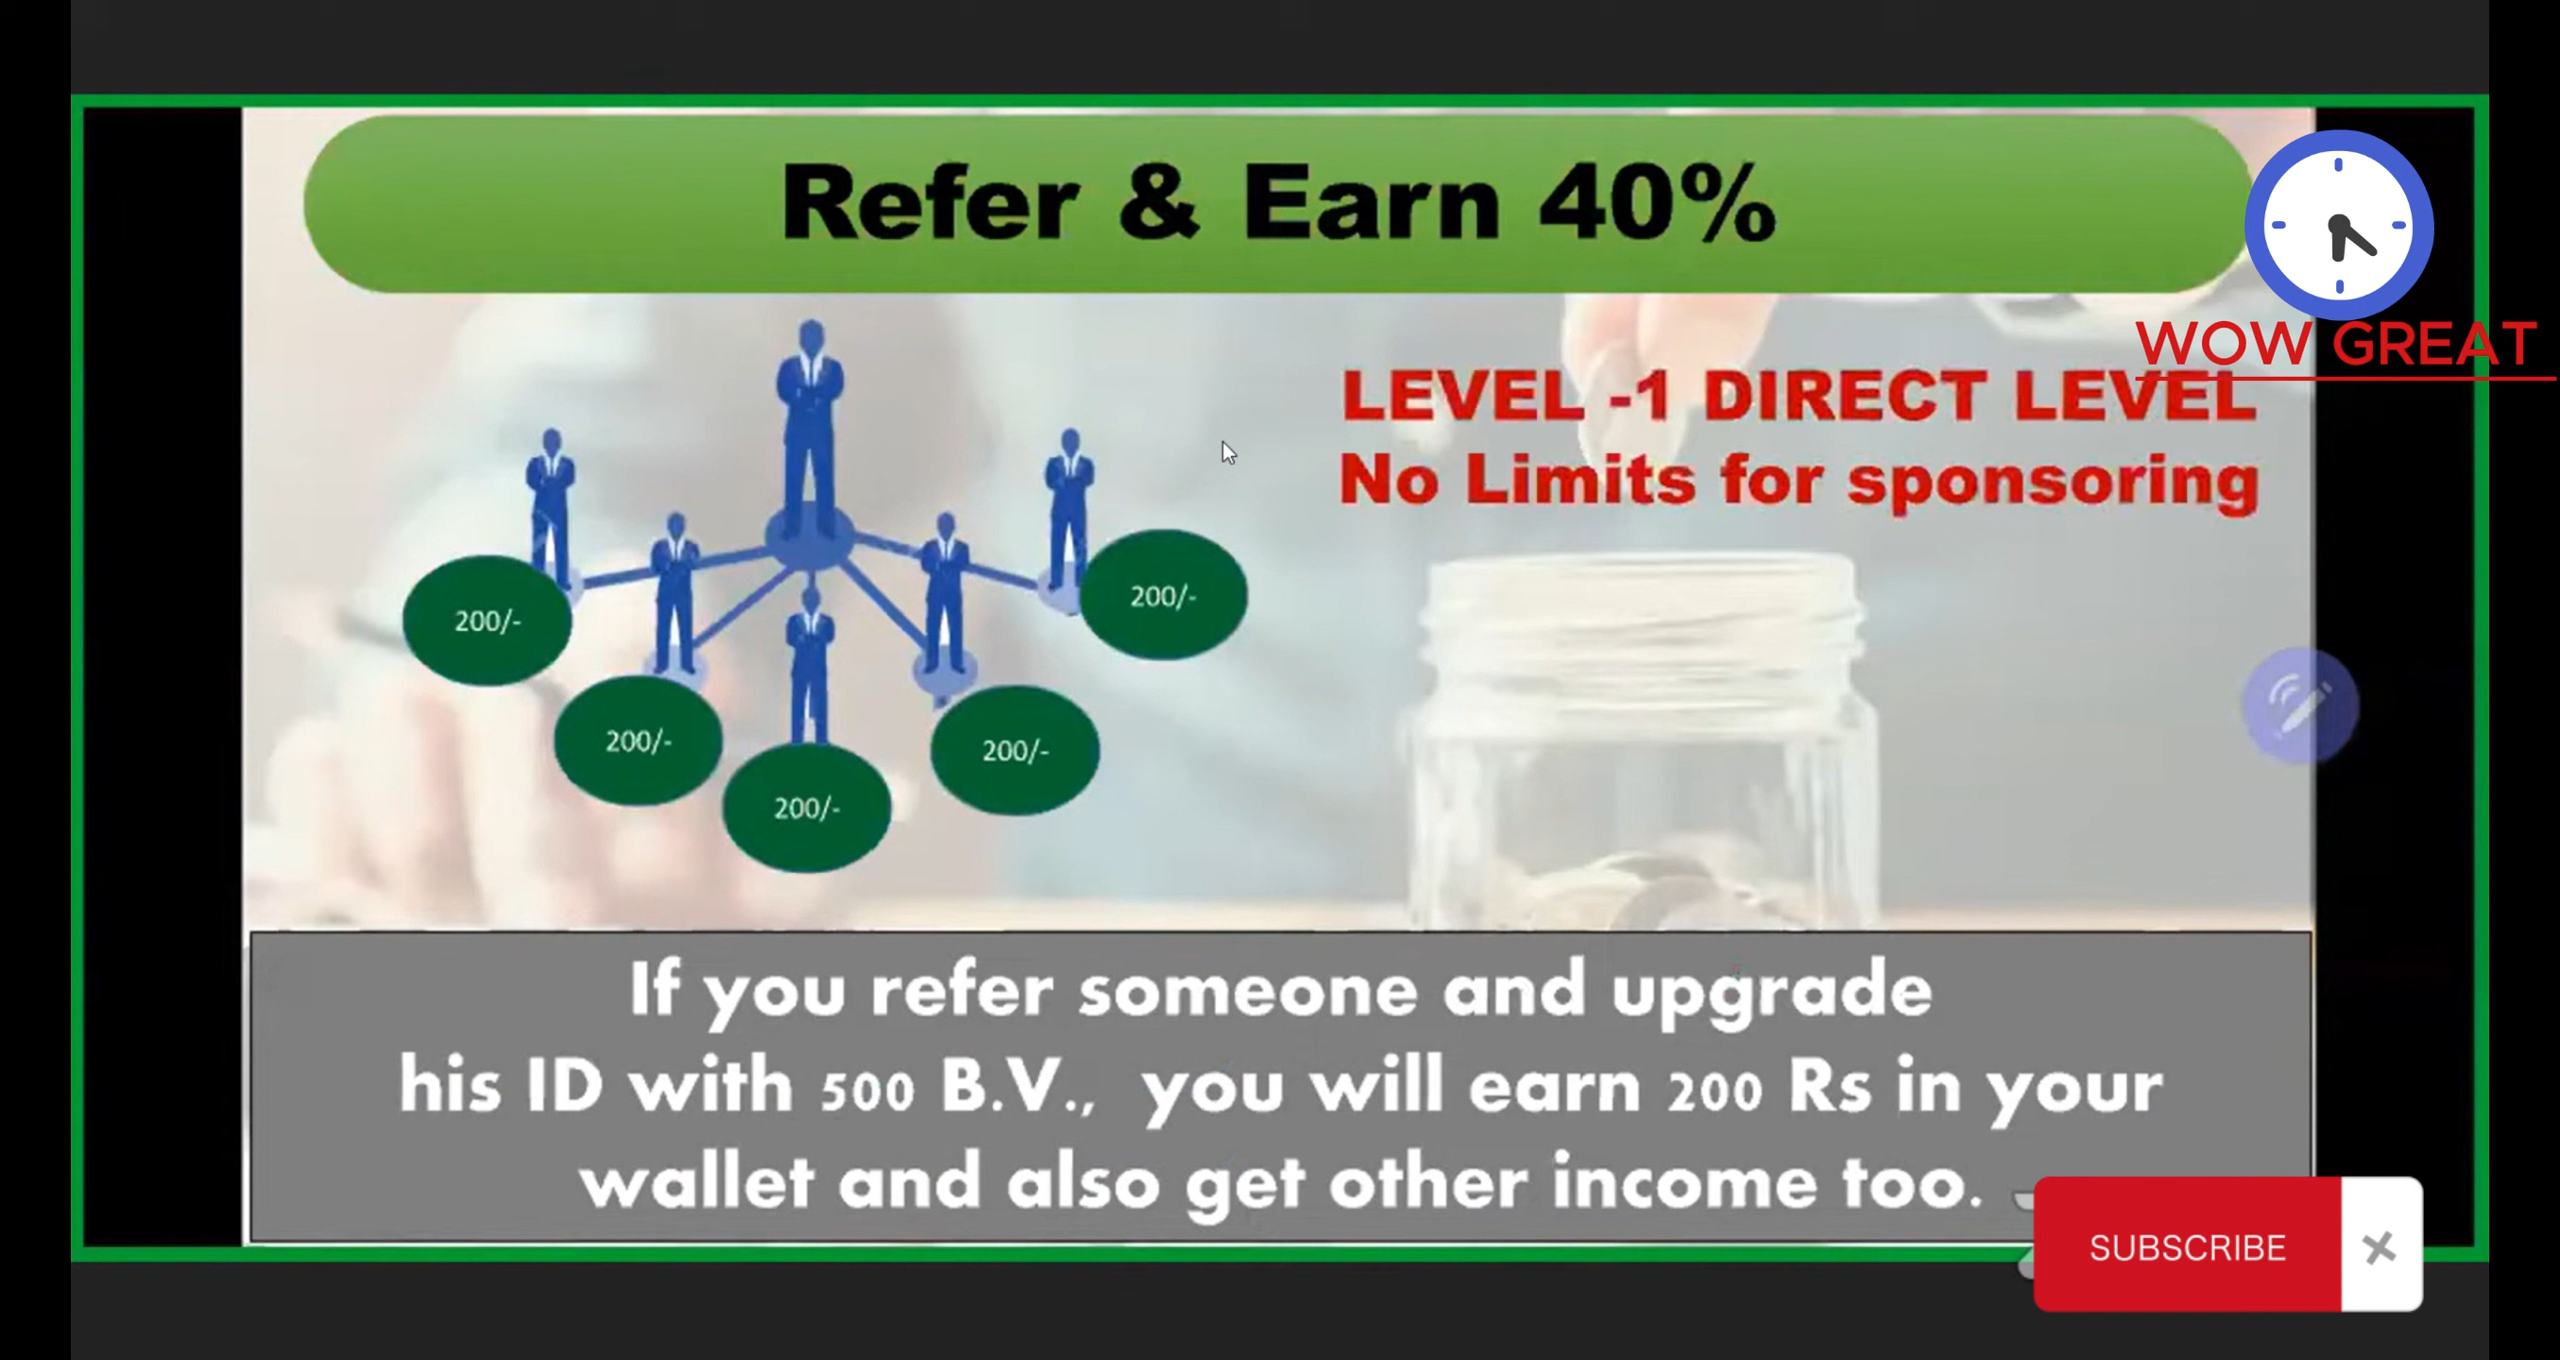 Refer & Earn 40%
WOW GREAT
LEVEL -1 DIRECT LEVEL
No Limits for sponsoring
200/-
200/-
200/-
200/-
200/-
If you refer someone and upgrade
his ID with 500 B.V., you will earn 200 Rs in your
wallet and also get other income too.
SUBSCRIBE